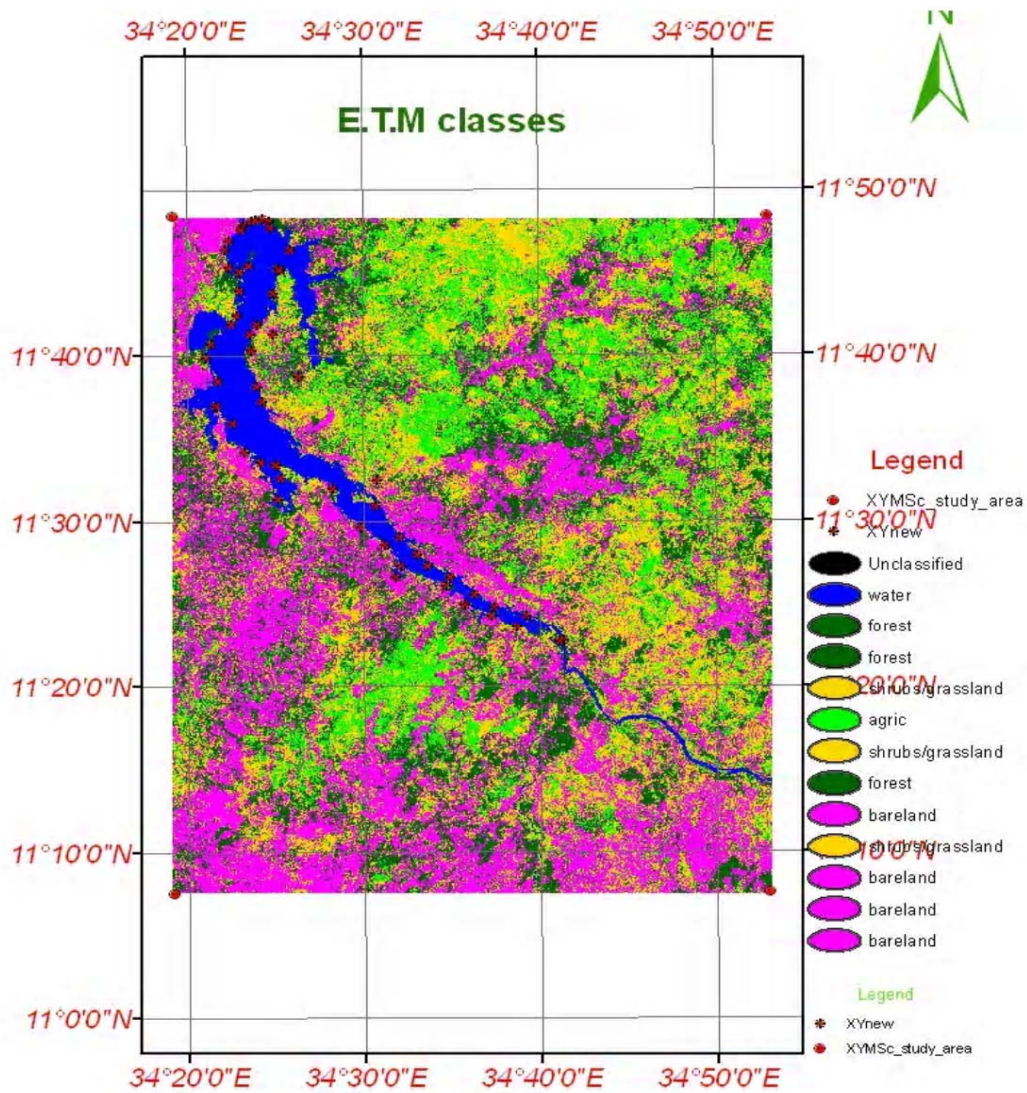 N
34°20'0"E 34°30'0"E 34°40'0"E 34°50'0"E
E.T.M classes
11°50'0"N
11°40'0"N 11°40'0"N
Legend
XYMSc_study_area
11°30'0"N 11°30'0"N
XYnew
Unclassified
water
forest
forest
11°20'0"N shrubs/grassland
agric
shrubs/grassland
forest
bareland
11°10'0"N shrubs/grassland
bareland
bareland
bareland
Legend
11°0'0"N XYnew
XYMSc_study_area
34°20'0"E 34°30'0"E 34°40'0"E 34°50'0"E